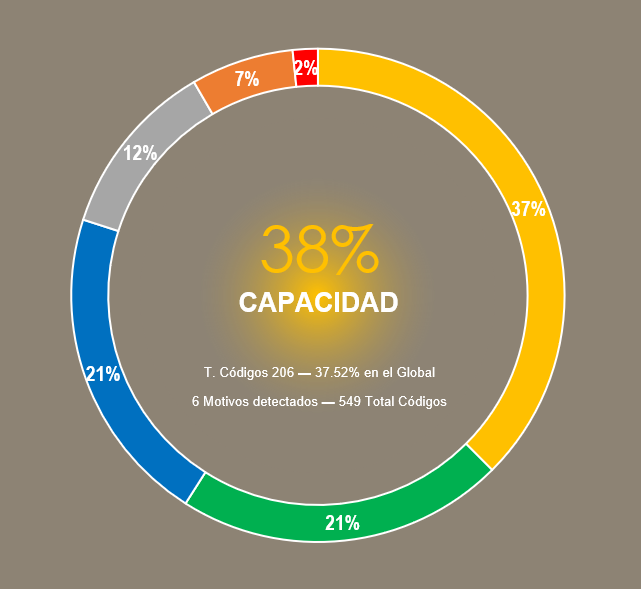 2%
7%
12%
37%
38%
CAPACIDAD
T. Códigos 206 — 37.52% en el Global
21%
6 Motivos detectados — 549 Total Códigos
21%